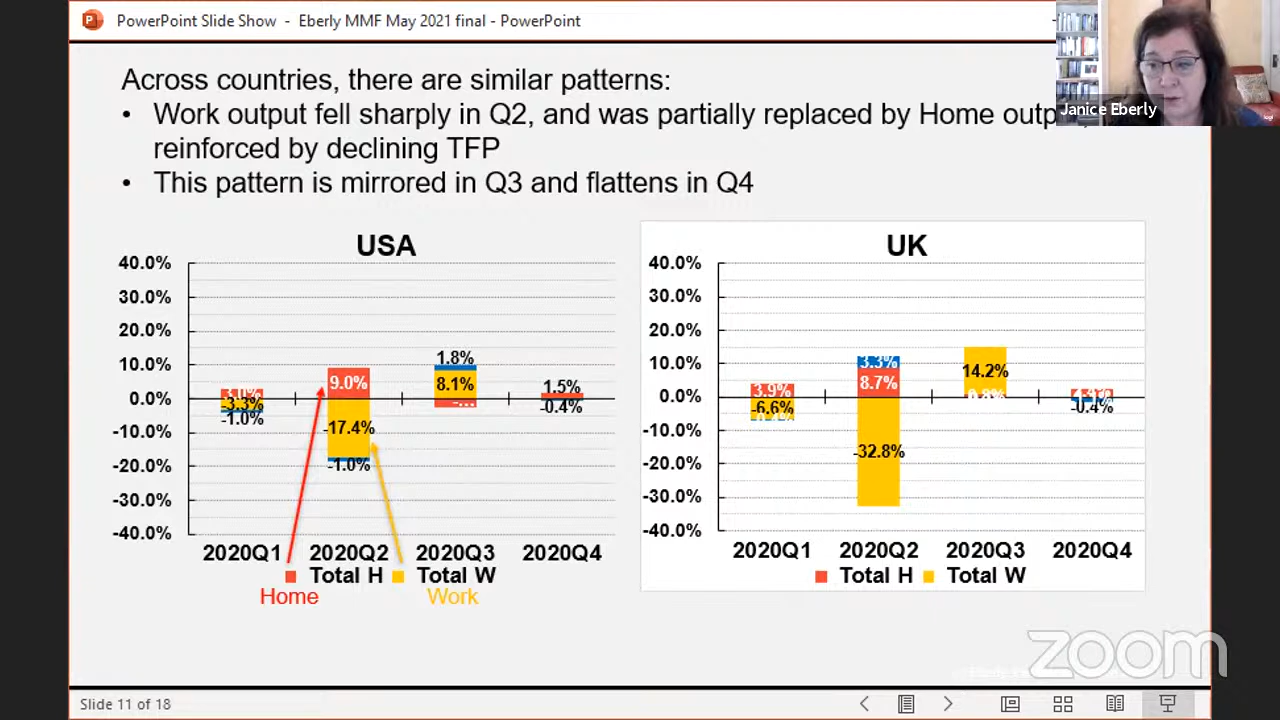 PowerPoint Slide Show - Eberly MMF May 2021 final - PowerPoint
Janice Eberly
Across countries, there are similar patterns:
• Work output fell sharply in Q2, and was partially replaced by Home
reinforced by declining TFP
• This pattern is mirrored in Q3 and flattens in Q4
USA
40.0%
30.0%
20.0%
10.0%
0.0%
-10.0%
-20.0%
-30.0%
-40.0%
3.0%
-3.3%
-1.0%
9.0%
-17.4%
-1.0%
1.8%
8.1%
-...
1.5%
-0.4%
2020Q1 2020Q2 2020Q3 2020Q4
Total H Total W
Home Work
UK
40.0%
30.0%
20.0%
10.0%
0.0%
-10.0%
-20.0%
-30.0%
-40.0%
3.9%
-6.6%
3.3%
8.7%
-32.8%
14.2%
-0.4%
2020Q1 2020Q2 2020Q3 2020Q4
Total H Total W
zoom
Slide 11 of 18